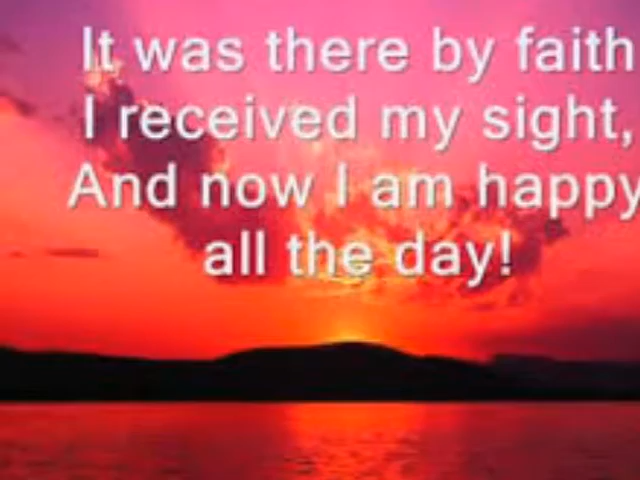 It was there by faith
I received my sight,
And now I am happy
all the day!